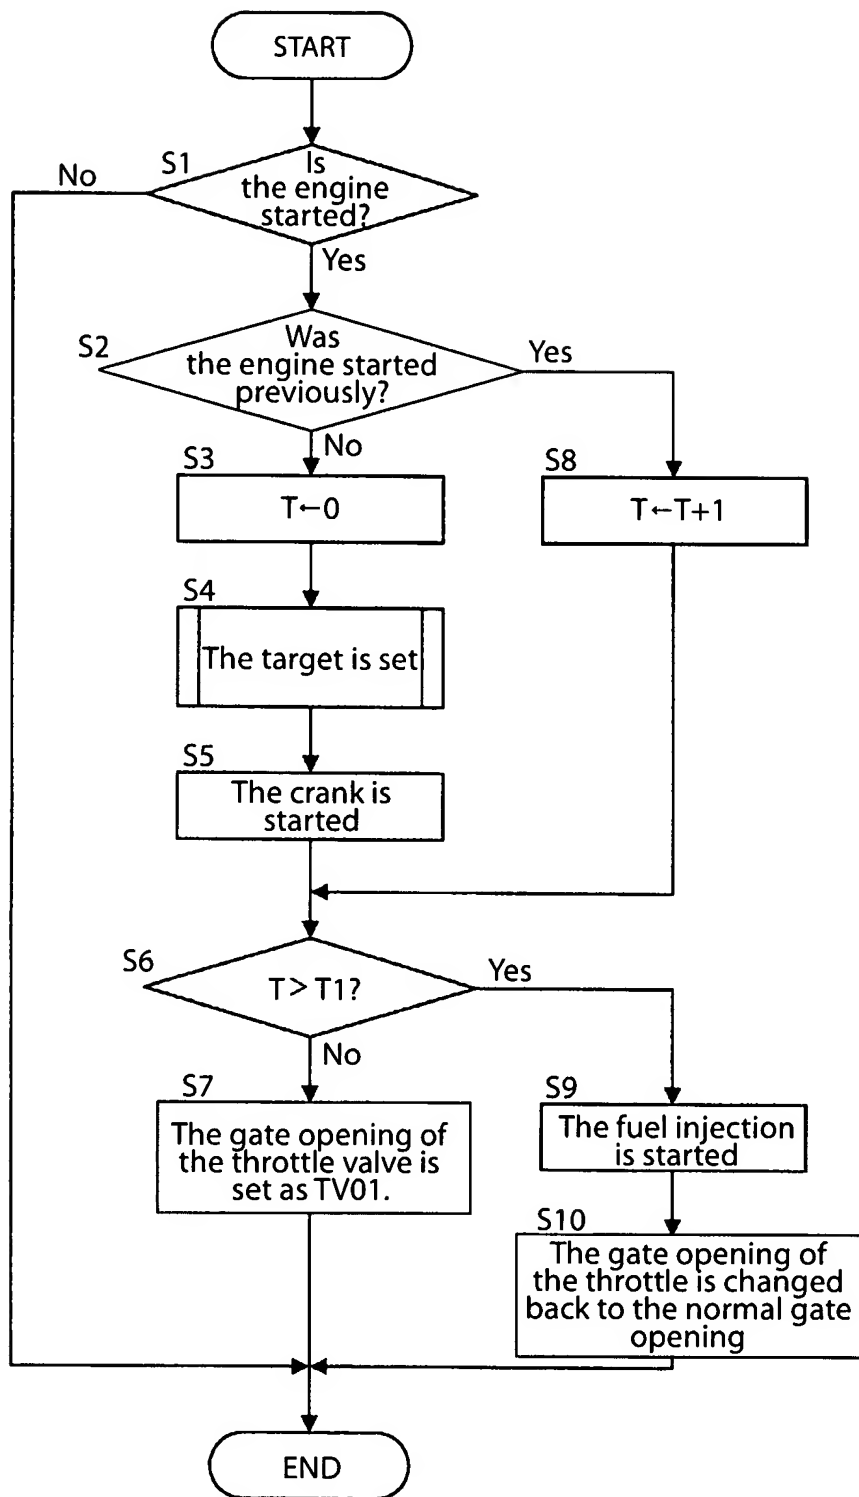 START
S1
Is
the engine
started?
No
Yes
S2
Was
the engine started
previously?
Yes
No
S3
T←0
S8
T←T+1
S4
The target is set
S5
The crank is
started
S6
T > T1?
Yes
No
S7
The gate opening of
the throttle valve is
set as TV01.
S9
The fuel injection
is started
S10
The gate opening of
the throttle is changed
back to the normal gate
opening
END